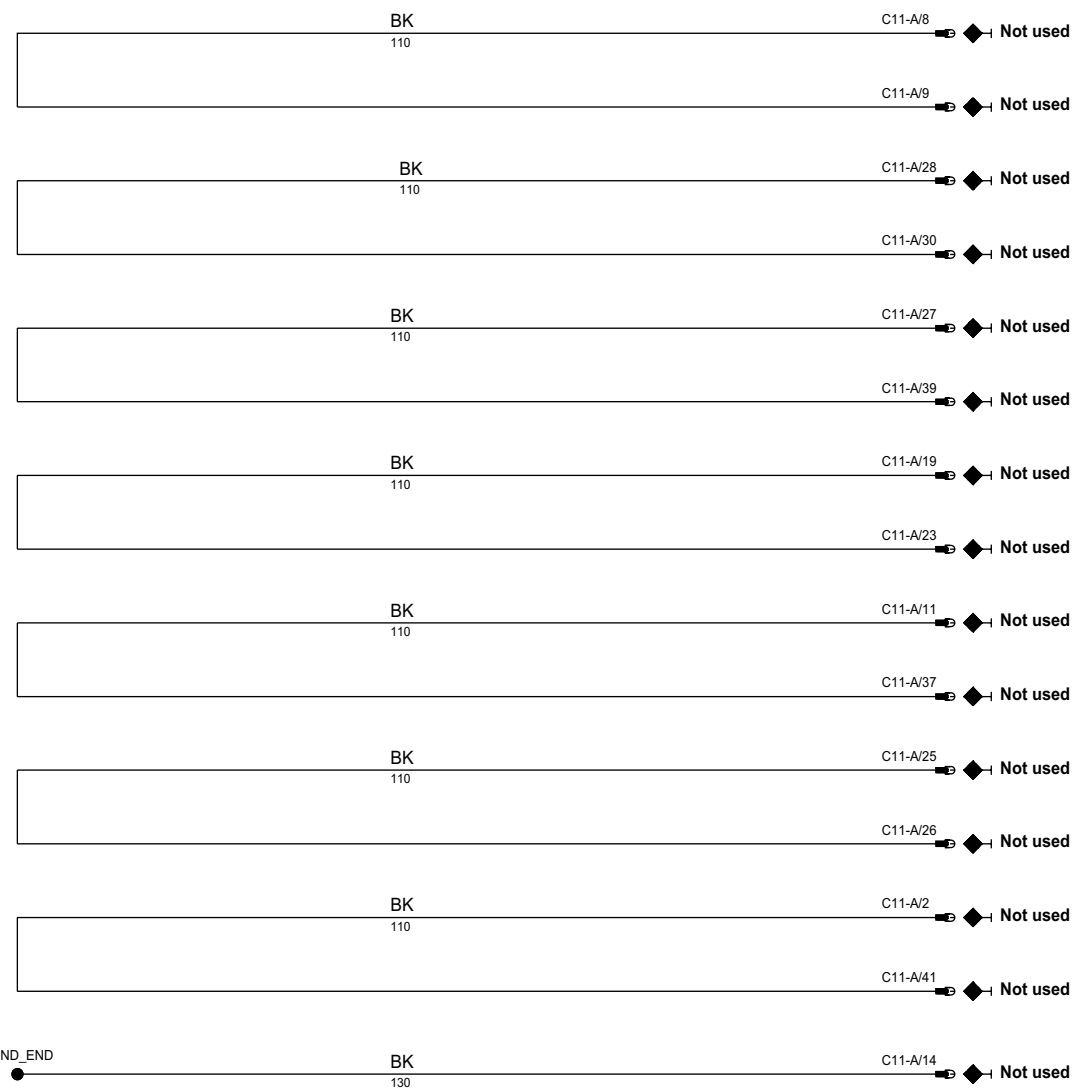 BK C11-A/8 Not used
110
C11-A/9 Not used
BK C11-A/28 Not used
110
C11-A/30 Not used
BK C11-A/27 Not used
110
C11-A/39 Not used
BK C11-A/19 Not used
110
C11-A/23 Not used
BK C11-A/11 Not used
110
C11-A/37 Not used
BK C11-A/25 Not used
110
C11-A/26 Not used
BK C11-A/2 Not used
110
C11-A/41 Not used
ND_END BK C11-A/14 Not used
130